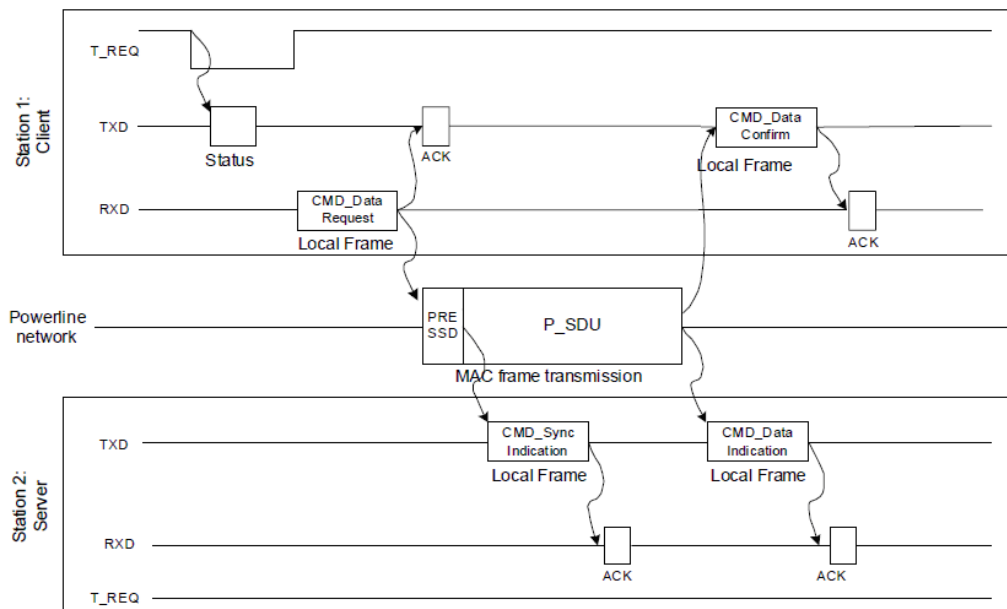 Station 1:
Client
T_REQ
TXD
Status
ACK
CMD_Data
Confirm
Local Frame
RXD
CMD_Data
Request
Local Frame
ACK
Powerline
network
PRE
SSD
P_SDU
MAC frame transmission
Station 2:
Server
TXD
CMD_Sync
Indication
Local Frame
CMD_Data
Indication
Local Frame
RXD
ACK
ACK
T_REQ